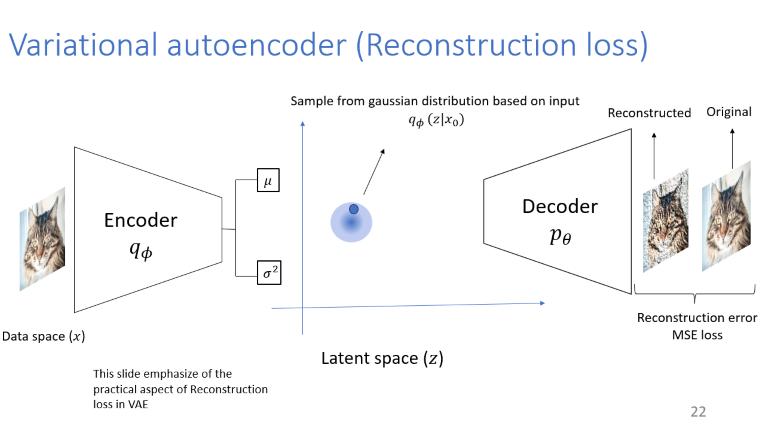 Variational autoencoder (Reconstruction loss)
Sample from gaussian distribution based on input
qϕ (z|x₀)
Reconstructed
Original
μ
Encoder
qϕ
σ²
Decoder
pθ
Data space (x)
Latent space (z)
Reconstruction error
MSE loss
This slide emphasize of the
practical aspect of Reconstruction
loss in VAE
22